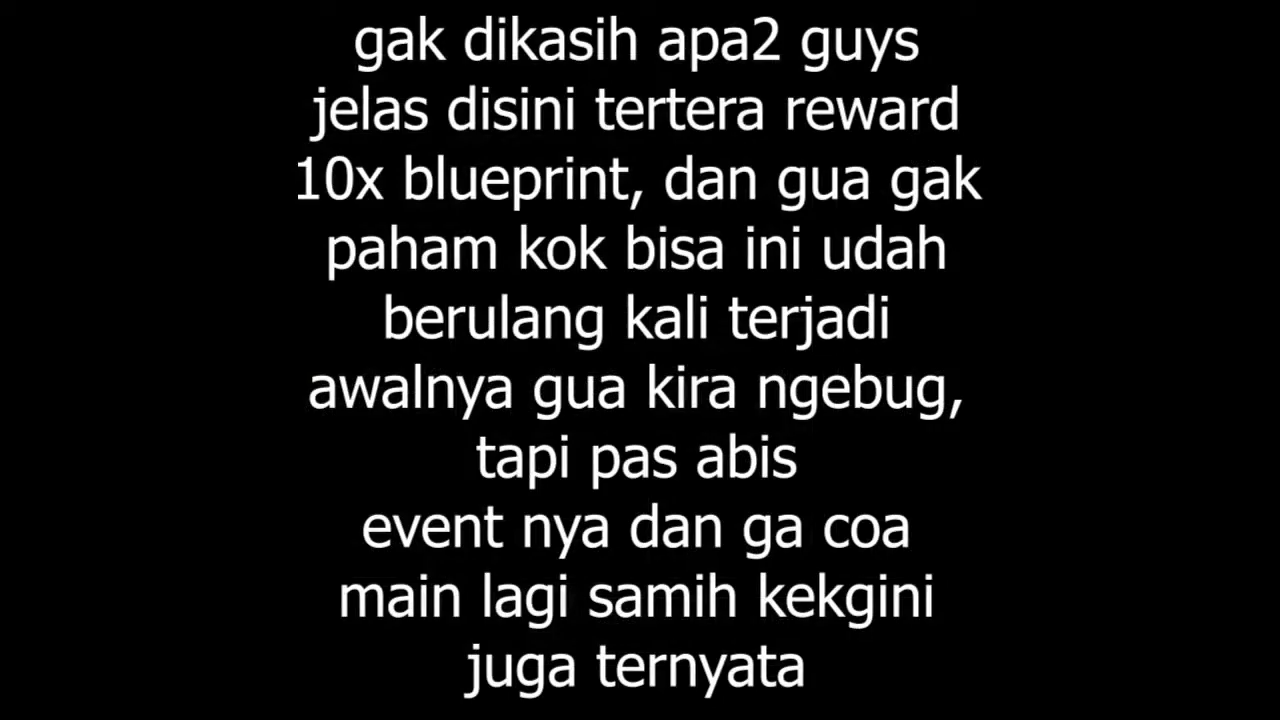 gak dikasih apa2 guys
jelas disini tertera reward
10x blueprint, dan gua gak
paham kok bisa ini udah
berulang kali terjadi
awalnya gua kira ngebug,
tapi pas abis
event nya dan ga coa
main lagi samih kekgini
juga ternyata